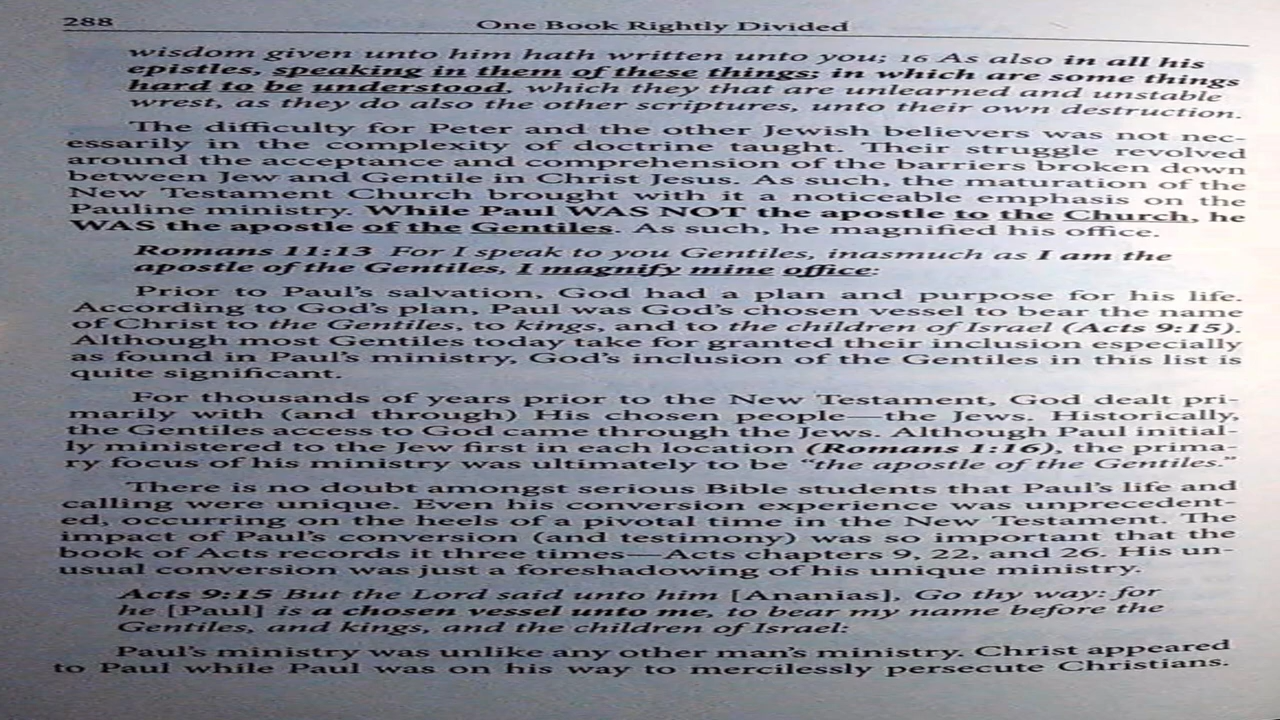 288
One Book Rightly Divided
wisdom given unto him hath written unto you; 16 As also in all his
epistles, speaking in them of these things; in which are some things
hard to be understood, which they that are unlearned and unstable
wrest, as they do also the other scriptures, unto their own destruction.
The difficulty for Peter and the other Jewish believers was not nec-
essarily in the complexity of doctrine taught. Their struggle revolved
around the acceptance and comprehension of the barriers broken down
between Jew and Gentile in Christ Jesus. As such, the maturation of the
New Testament Church brought with it a noticeable emphasis on the
Pauline ministry. While Paul WAS NOT the apostle to the Church, he
WAS the apostle of the Gentiles. As such, he magnified his office.
Romans 11:13 For I speak to you Gentiles, inasmuch as I am the
apostle of the Gentiles, I magnify mine office:
Prior to Paul's salvation, God had a plan and purpose for his life.
According to God's plan, Paul was God's chosen vessel to bear the name
of Christ to the Gentiles, to kings, and to the children of Israel (Acts 9:15).
Although most Gentiles today take for granted their inclusion especially
as found in Paul's ministry, God's inclusion of the Gentiles in this list is
quite significant.
For thousands of years prior to the New Testament, God dealt pri-
marily with (and through) His chosen people—the Jews. Historically,
the Gentiles access to God came through the Jews. Although Paul initial-
ly ministered to the Jew first in each location (Romans 1:16), the prima-
ry focus of his ministry was ultimately to be "the apostle of the Gentiles."
There is no doubt amongst serious Bible students that Paul's life and
calling were unique. Even his conversion experience was unprecedent-
ed, occurring on the heels of a pivotal time in the New Testament. The
impact of Paul's conversion (and testimony) was so important that the
book of Acts records it three times—Acts chapters 9, 22, and 26. His un-
usual conversion was just a foreshadowing of his unique ministry.
Acts 9:15 But the Lord said unto him [Ananias], Go thy way: for
he [Paul] is a chosen vessel unto me, to bear my name before the
Gentiles, and kings, and the children of Israel:
Paul's ministry was unlike any other man's ministry. Christ appeared
to Paul while Paul was on his way to mercilessly persecute Christians.